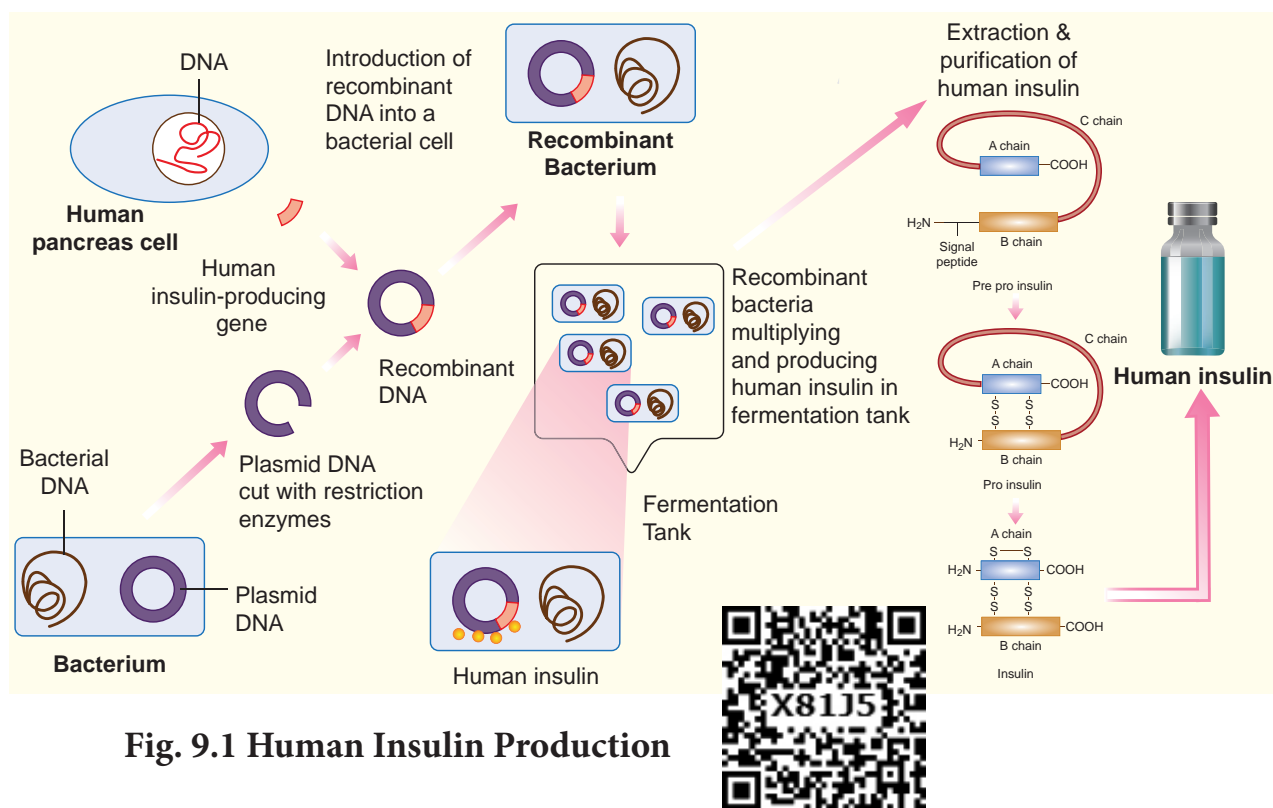 DNA
Human
pancreas cell
Introduction of
recombinant
DNA into a
bacterial cell
Recombinant
Bacterium
Human
insulin-producing
gene
Recombinant
DNA
Plasmid DNA
cut with restriction
enzymes
Bacterial
DNA
Plasmid
DNA
Bacterium
Recombinant
bacteria
multiplying
and producing
human insulin in
fermentation tank
Fermentation
Tank
Human insulin
Extraction &
purification of
human insulin
C chain
A chain
COOH
H₂N
B chain
Signal
peptide
Pre pro insulin
C chain
A chain
COOH
S S
S S
H₂N
B chain
Pro insulin
A chain
S S
H₂N COOH
S S
S S
H₂N COOH
B chain
Insulin
Human insulin
X81J5
Fig. 9.1 Human Insulin Production